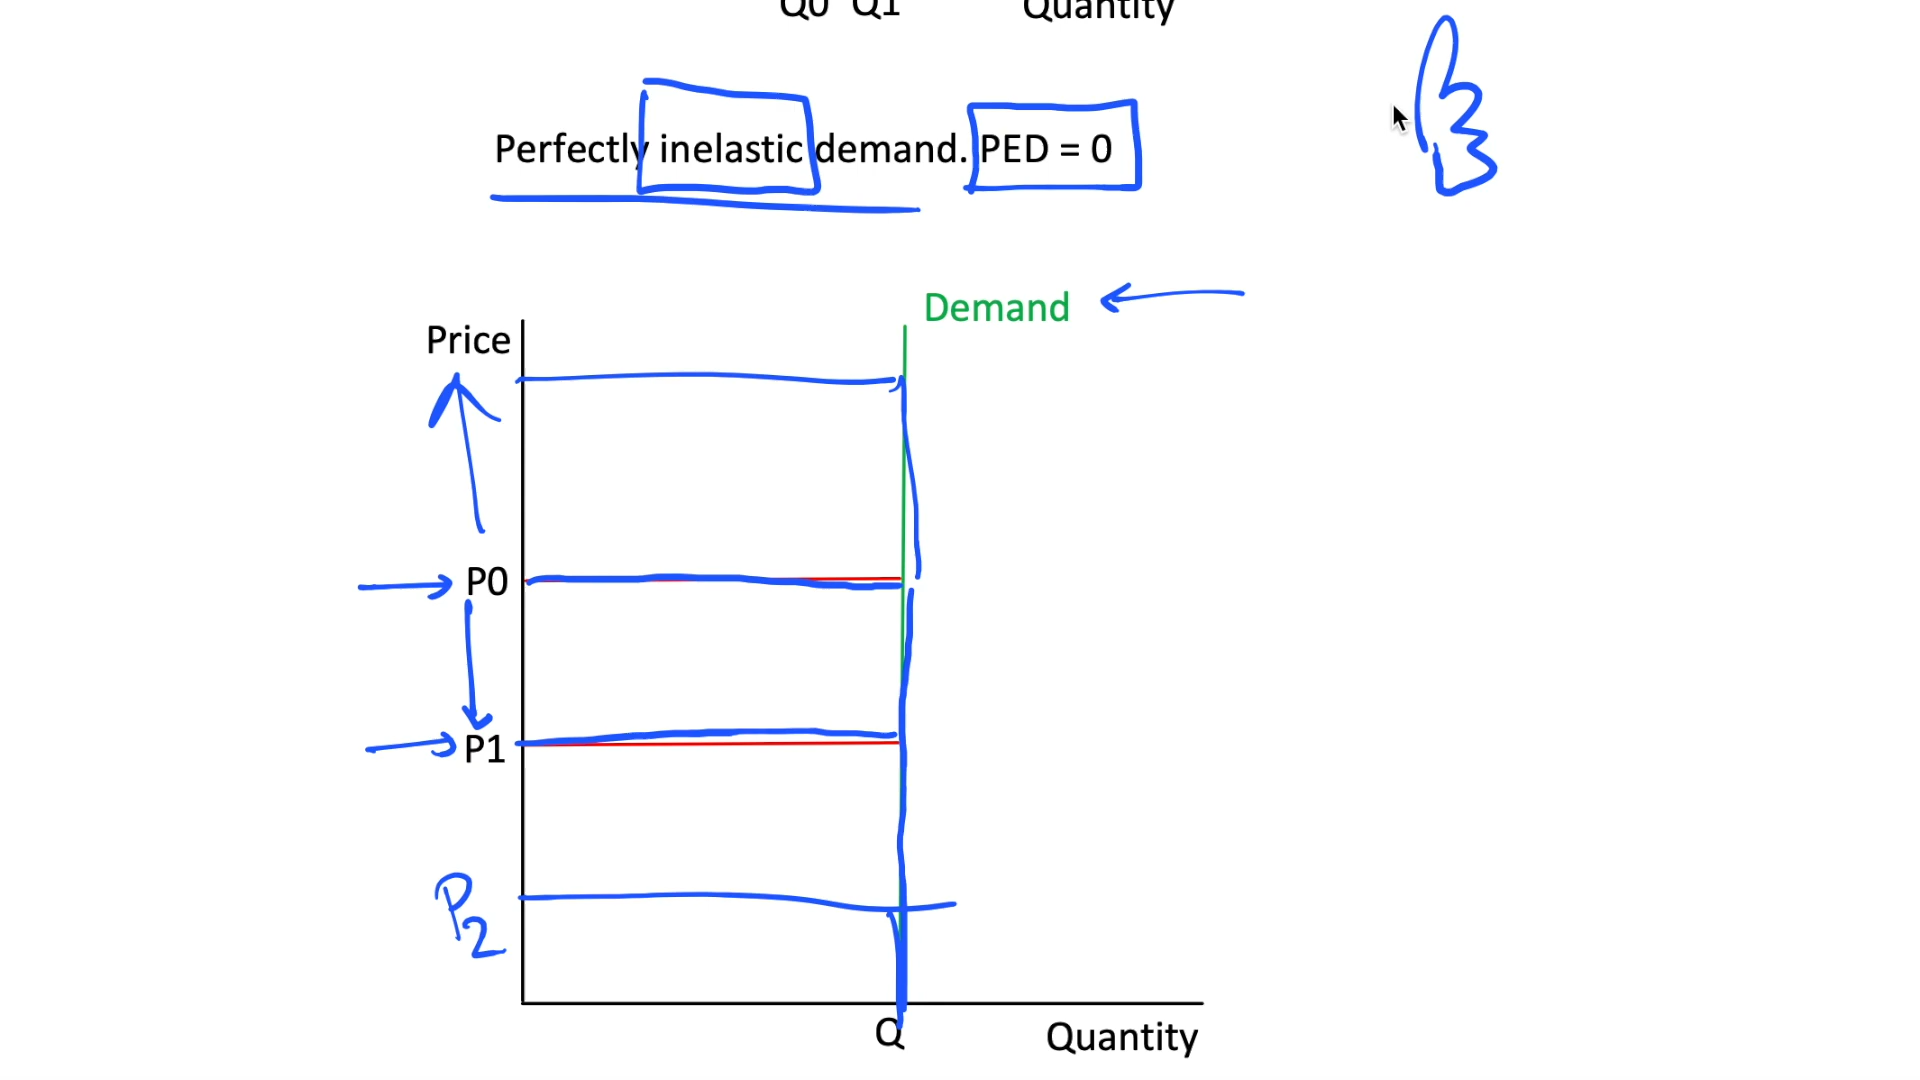 Q0 Q1 Quantity
Perfectly inelastic demand. PED = 0
Demand
Price
P0
P1
P2
Q Quantity